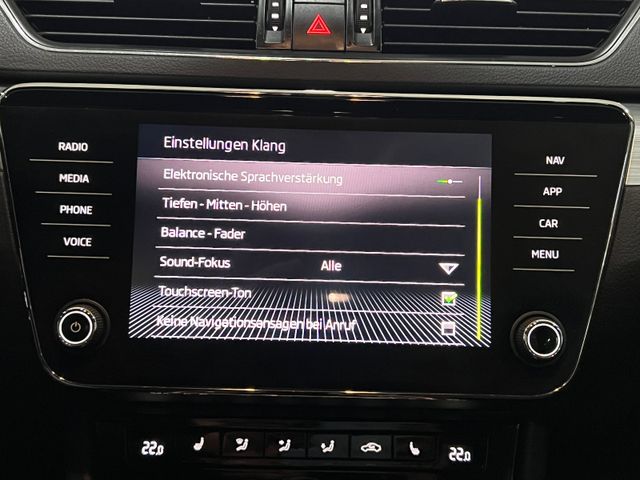 Einstellungen Klang
RADIO
NAV
Elektronische Sprachverstärkung
MEDIA
APP
Tiefen - Mitten - Höhen
PHONE
CAR
Balance - Fader
VOICE
MENU
Sound-Fokus Alle
Touchscreen-Ton
Keine Navigationsansagen bei Anruf
22.0
22.0